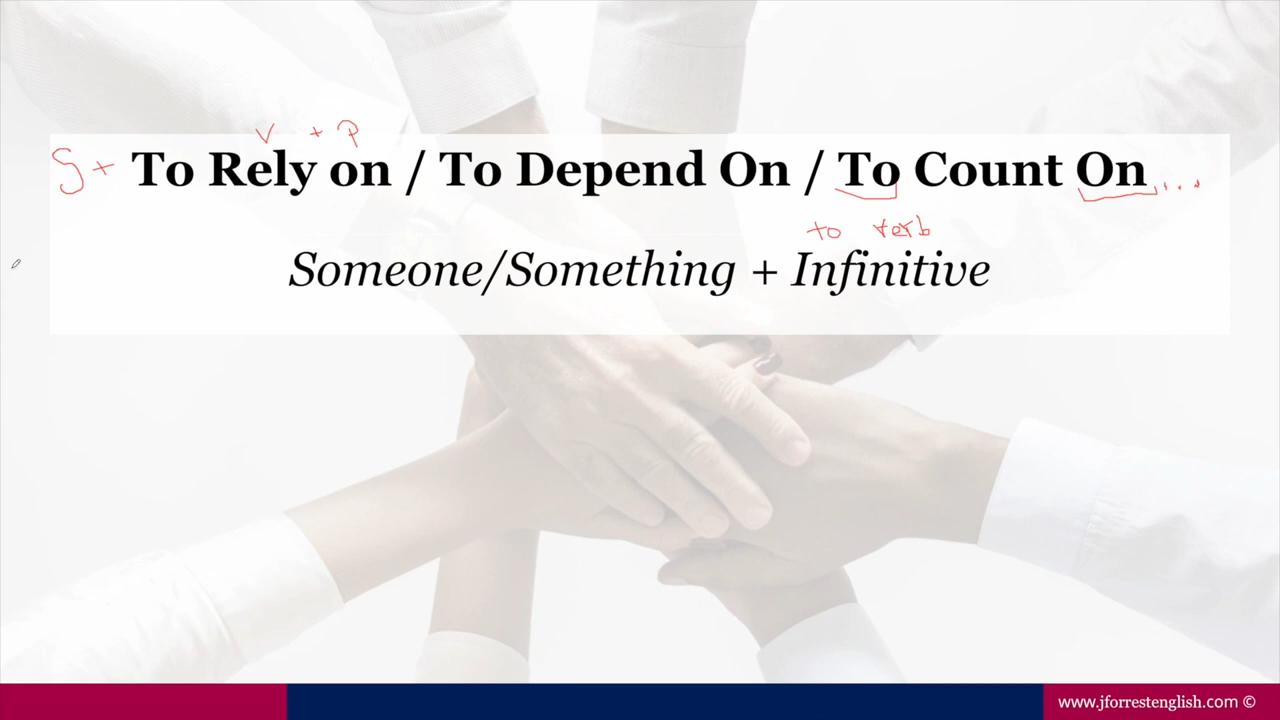 V + P
S + To Rely on / To Depend On / To Count On ...
to verb
Someone/Something + Infinitive
www.jforrestenglish.com ©